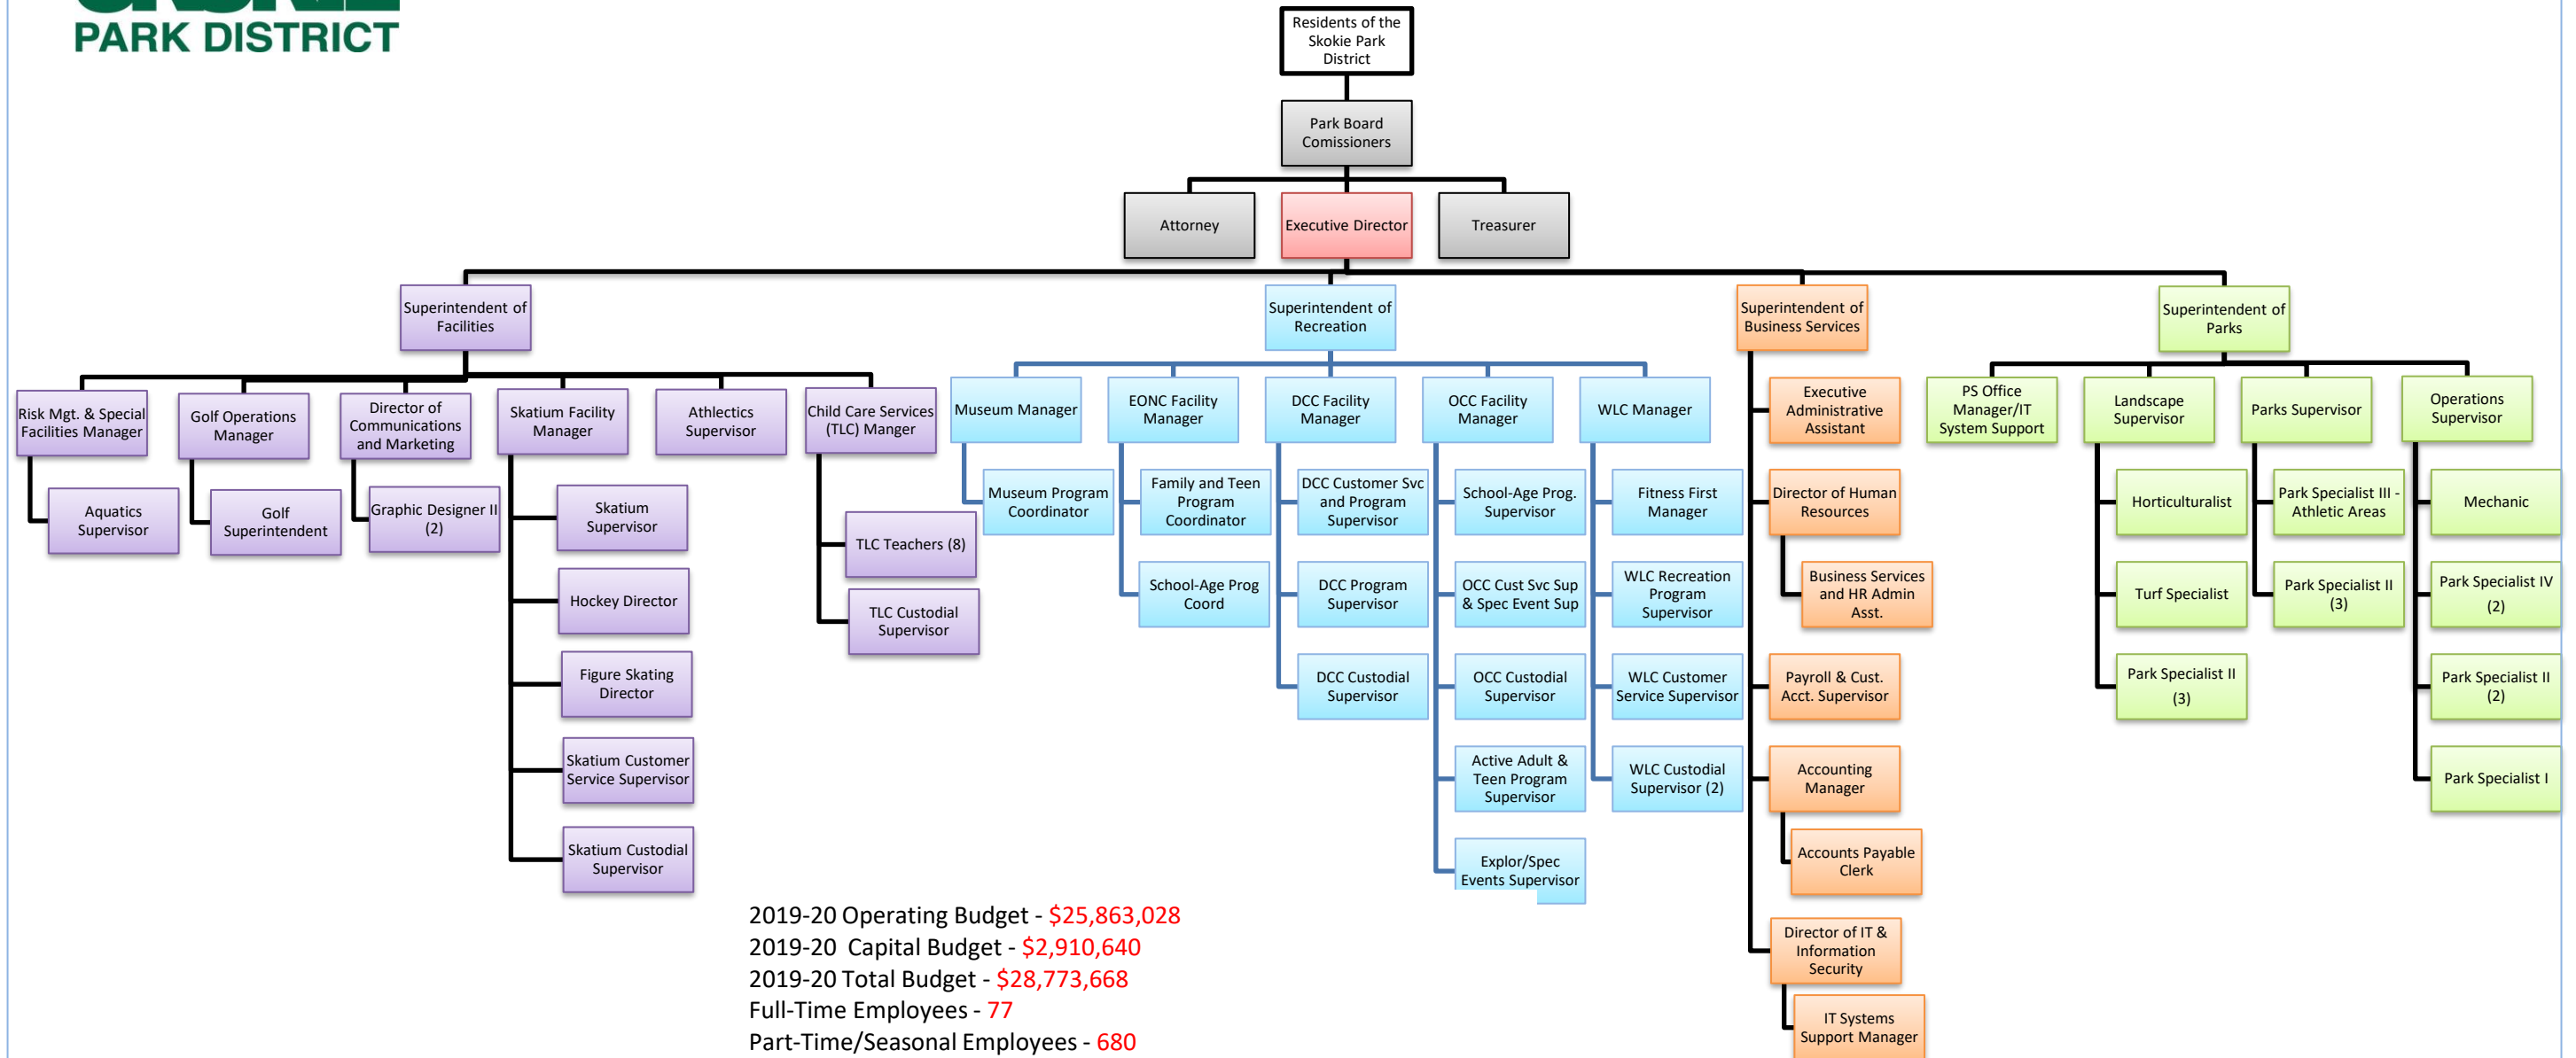 PARK DISTRICT
Residents of the
Skokie Park
District
Park Board
Comissioners
Attorney
Executive Director
Treasurer
Superintendent of
Facilities
Superintendent of
Recreation
Superintendent of
Business Services
Superintendent of
Parks
Risk Mgt. & Special
Facilities Manager
Golf Operations
Manager
Director of
Communications
and Marketing
Skatium Facility
Manager
Athlectics
Supervisor
Child Care Services
(TLC) Manger
Museum Manager
EONC Facility
Manager
DCC Facility
Manager
OCC Facility
Manager
WLC Manager
Executive
Administrative
Assistant
PS Office
Manager/IT
System Support
Landscape
Supervisor
Parks Supervisor
Operations
Supervisor
Aquatics
Supervisor
Golf
Superintendent
Graphic Designer II
(2)
Skatium
Supervisor
Hockey Director
Figure Skating
Director
Skatium Customer
Service Supervisor
Skatium Custodial
Supervisor
TLC Teachers (8)
TLC Custodial
Supervisor
Museum Program
Coordinator
Family and Teen
Program
Coordinator
School-Age Prog
Coord
DCC Customer Svc
and Program
Supervisor
DCC Program
Supervisor
DCC Custodial
Supervisor
School-Age Prog.
Supervisor
OCC Cust Svc Sup
& Spec Event Sup
OCC Custodial
Supervisor
Active Adult &
Teen Program
Supervisor
Explor/Spec
Events Supervisor
Fitness First
Manager
WLC Recreation
Program
Supervisor
WLC Customer
Service Supervisor
WLC Custodial
Supervisor (2)
Director of Human
Resources
Business Services
and HR Admin
Asst.
Payroll & Cust.
Acct. Supervisor
Accounting
Manager
Accounts Payable
Clerk
Director of IT &
Information
Security
IT Systems
Support Manager
Horticulturalist
Turf Specialist
Park Specialist II
(3)
Park Specialist III -
Athletic Areas
Park Specialist II
(3)
Mechanic
Park Specialist IV
(2)
Park Specialist II
(2)
Park Specialist I
2019-20 Operating Budget - $25,863,028
2019-20 Capital Budget - $2,910,640
2019-20 Total Budget - $28,773,668
Full-Time Employees - 77
Part-Time/Seasonal Employees - 680